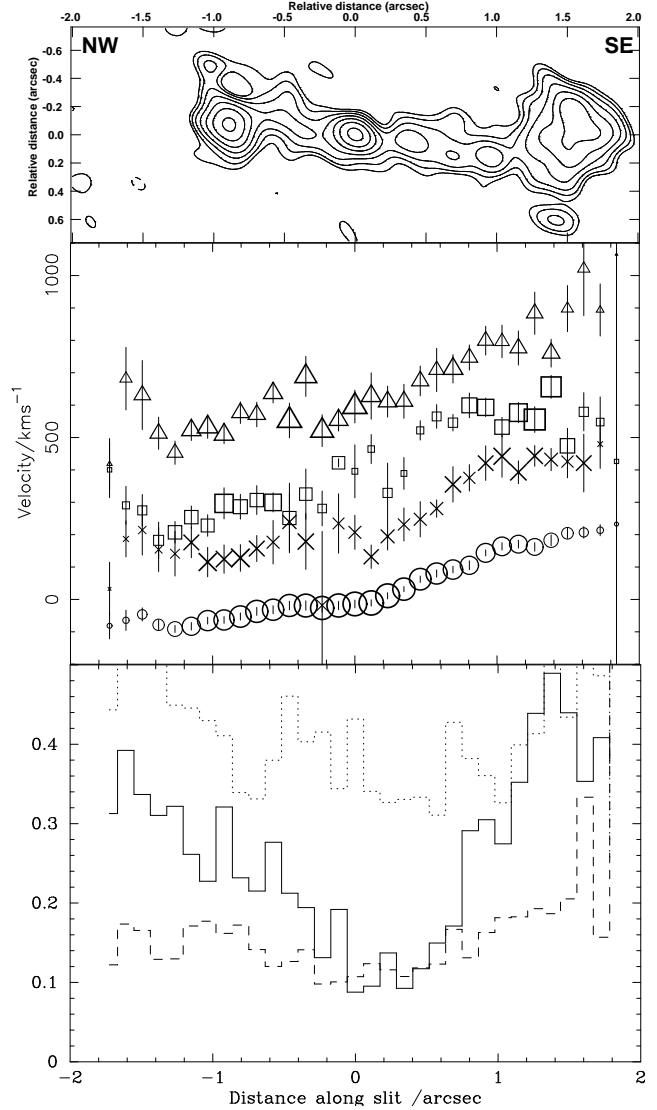 Relative distance (arcsec)
-2.0 -1.5 -1.0 -0.5 0.0 0.5 1.0 1.5 2.0
NW SE
Relative distance (arcsec)
-0.6
-0.4
-0.2
0.0
0.2
0.4
0.6
Velocity/kms⁻¹
1000
500
0
0.4
0.3
0.2
0.1
0
−2 −1 0 1 2
Distance along slit /arcsec